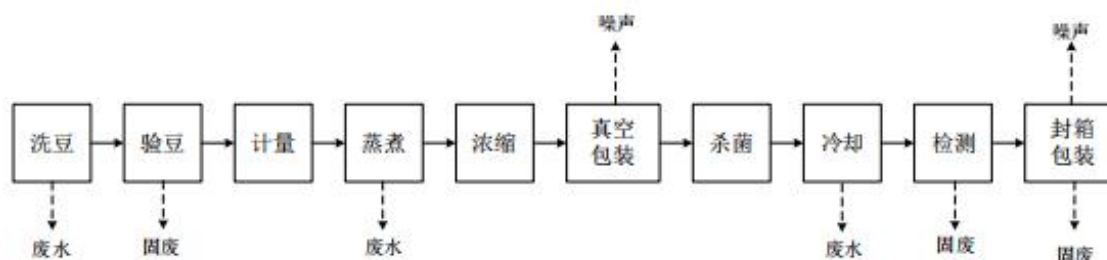 噪声 噪声
洗豆 验豆 计量 蒸煮 浓缩 真空包装 杀菌 冷却 检测 封箱包装
废水 固废 废水 废水 固废 固废